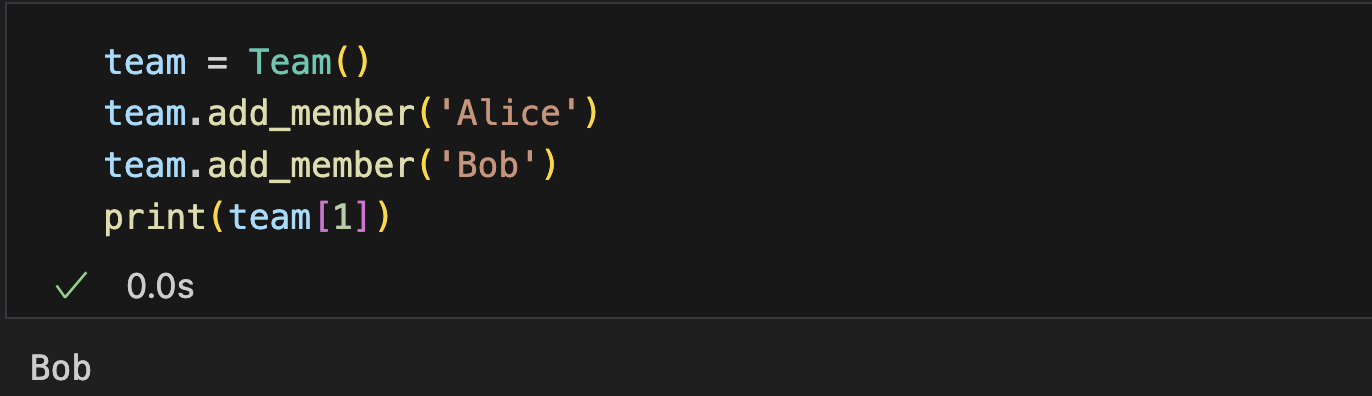 team = Team()
team.add_member('Alice')
team.add_member('Bob')
print(team[1])
0.0s
Bob